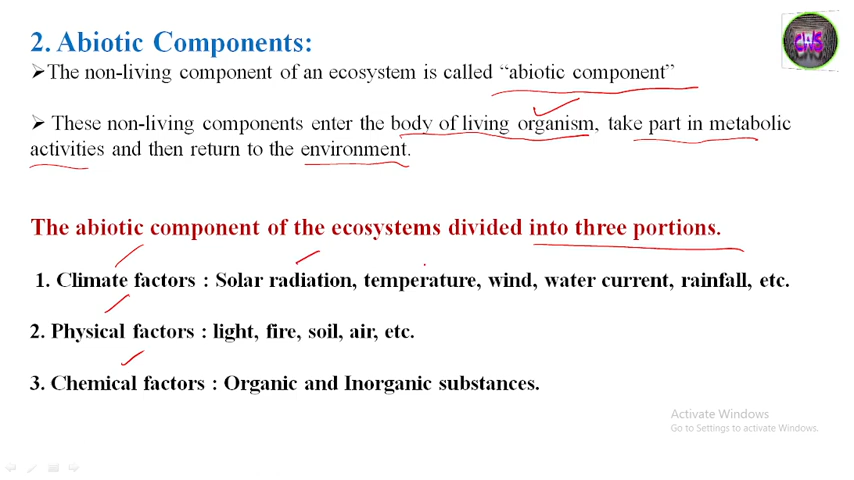 2. Abiotic Components:
CWS
➢The non-living component of an ecosystem is called “abiotic component”
➢ These non-living components enter the body of living organism, take part in metabolic
activities and then return to the environment.
The abiotic component of the ecosystems divided into three portions.
1. Climate factors : Solar radiation, temperature, wind, water current, rainfall, etc.
2. Physical factors : light, fire, soil, air, etc.
3. Chemical factors : Organic and Inorganic substances.
Activate Windows
Go to Settings to activate Windows.